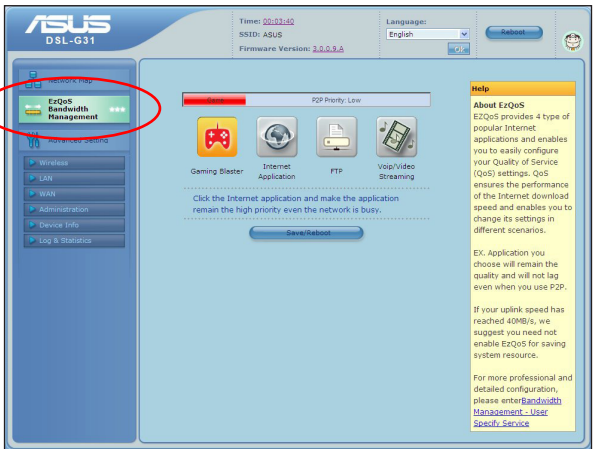 ASUS
DSL-G31
Time: 00:03:40
SSID: ASUS
Firmware Version: 3.0.0.9.A
Language:
English
OK
Reboot
Network Map
EzQoS
Bandwidth
Management
Advanced Setting
Wireless
LAN
WAN
Administration
Device Info
Log & Statistics
Game
P2P Priority: Low
Gaming Blaster
Internet
Application
FTP
Voip/Video
Streaming
Click the Internet application and make the application
remain the high priority even the network is busy.
Save/Reboot
Help
About EzQoS
EZQoS provides 4 type of
popular Internet
applications and enables
you to easily configure
your Quality of Service
(QoS) settings. QoS
ensures the performance
of the Internet download
speed and enables you to
change its settings in
different scenarios.
EX. Application you
choose will remain the
quality and will not lag
even when you use P2P.
If your uplink speed has
reached 40MB/s, we
suggest you need not
enable EzQoS for saving
system resource.
For more professional and
detailed configuration,
please enterBandwidth
Management - User
Specify Service